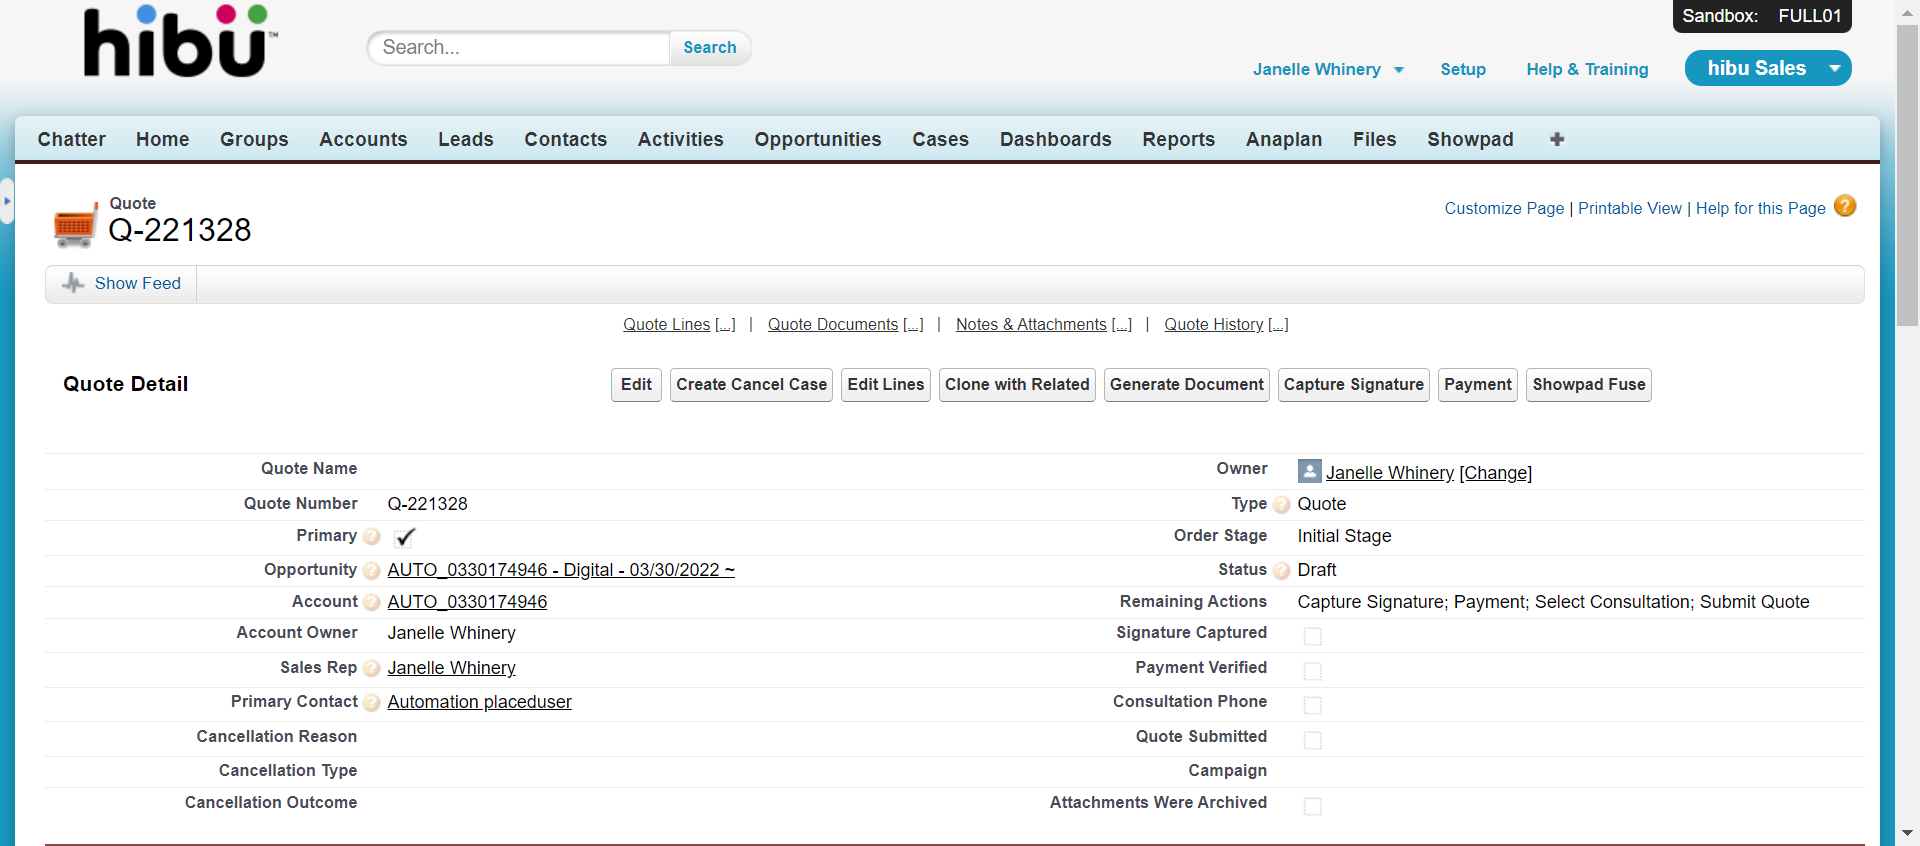 hibu™
Search...
Search
Sandbox: FULL01
Janelle Whinery
Setup
Help & Training
hibu Sales
Chatter Home Groups Accounts Leads Contacts Activities Opportunities Cases Dashboards Reports Anaplan Files Showpad
Quote
Q-221328
Customize Page | Printable View | Help for this Page ?
Show Feed
Quote Lines [...] | Quote Documents [...] | Notes & Attachments [...] | Quote History [...]
Quote Detail
Edit
Create Cancel Case
Edit Lines
Clone with Related
Generate Document
Capture Signature
Payment
Showpad Fuse
Quote Name
Owner Janelle Whinery [Change]
Quote Number Q-221328
Type ? Quote
Primary ?
Order Stage Initial Stage
Opportunity ? AUTO_0330174946 - Digital - 03/30/2022 ~
Status ? Draft
Account ? AUTO_0330174946
Remaining Actions Capture Signature; Payment; Select Consultation; Submit Quote
Account Owner Janelle Whinery
Signature Captured
Sales Rep ? Janelle Whinery
Payment Verified
Primary Contact ? Automation placeduser
Consultation Phone
Cancellation Reason
Quote Submitted
Cancellation Type
Campaign
Cancellation Outcome
Attachments Were Archived